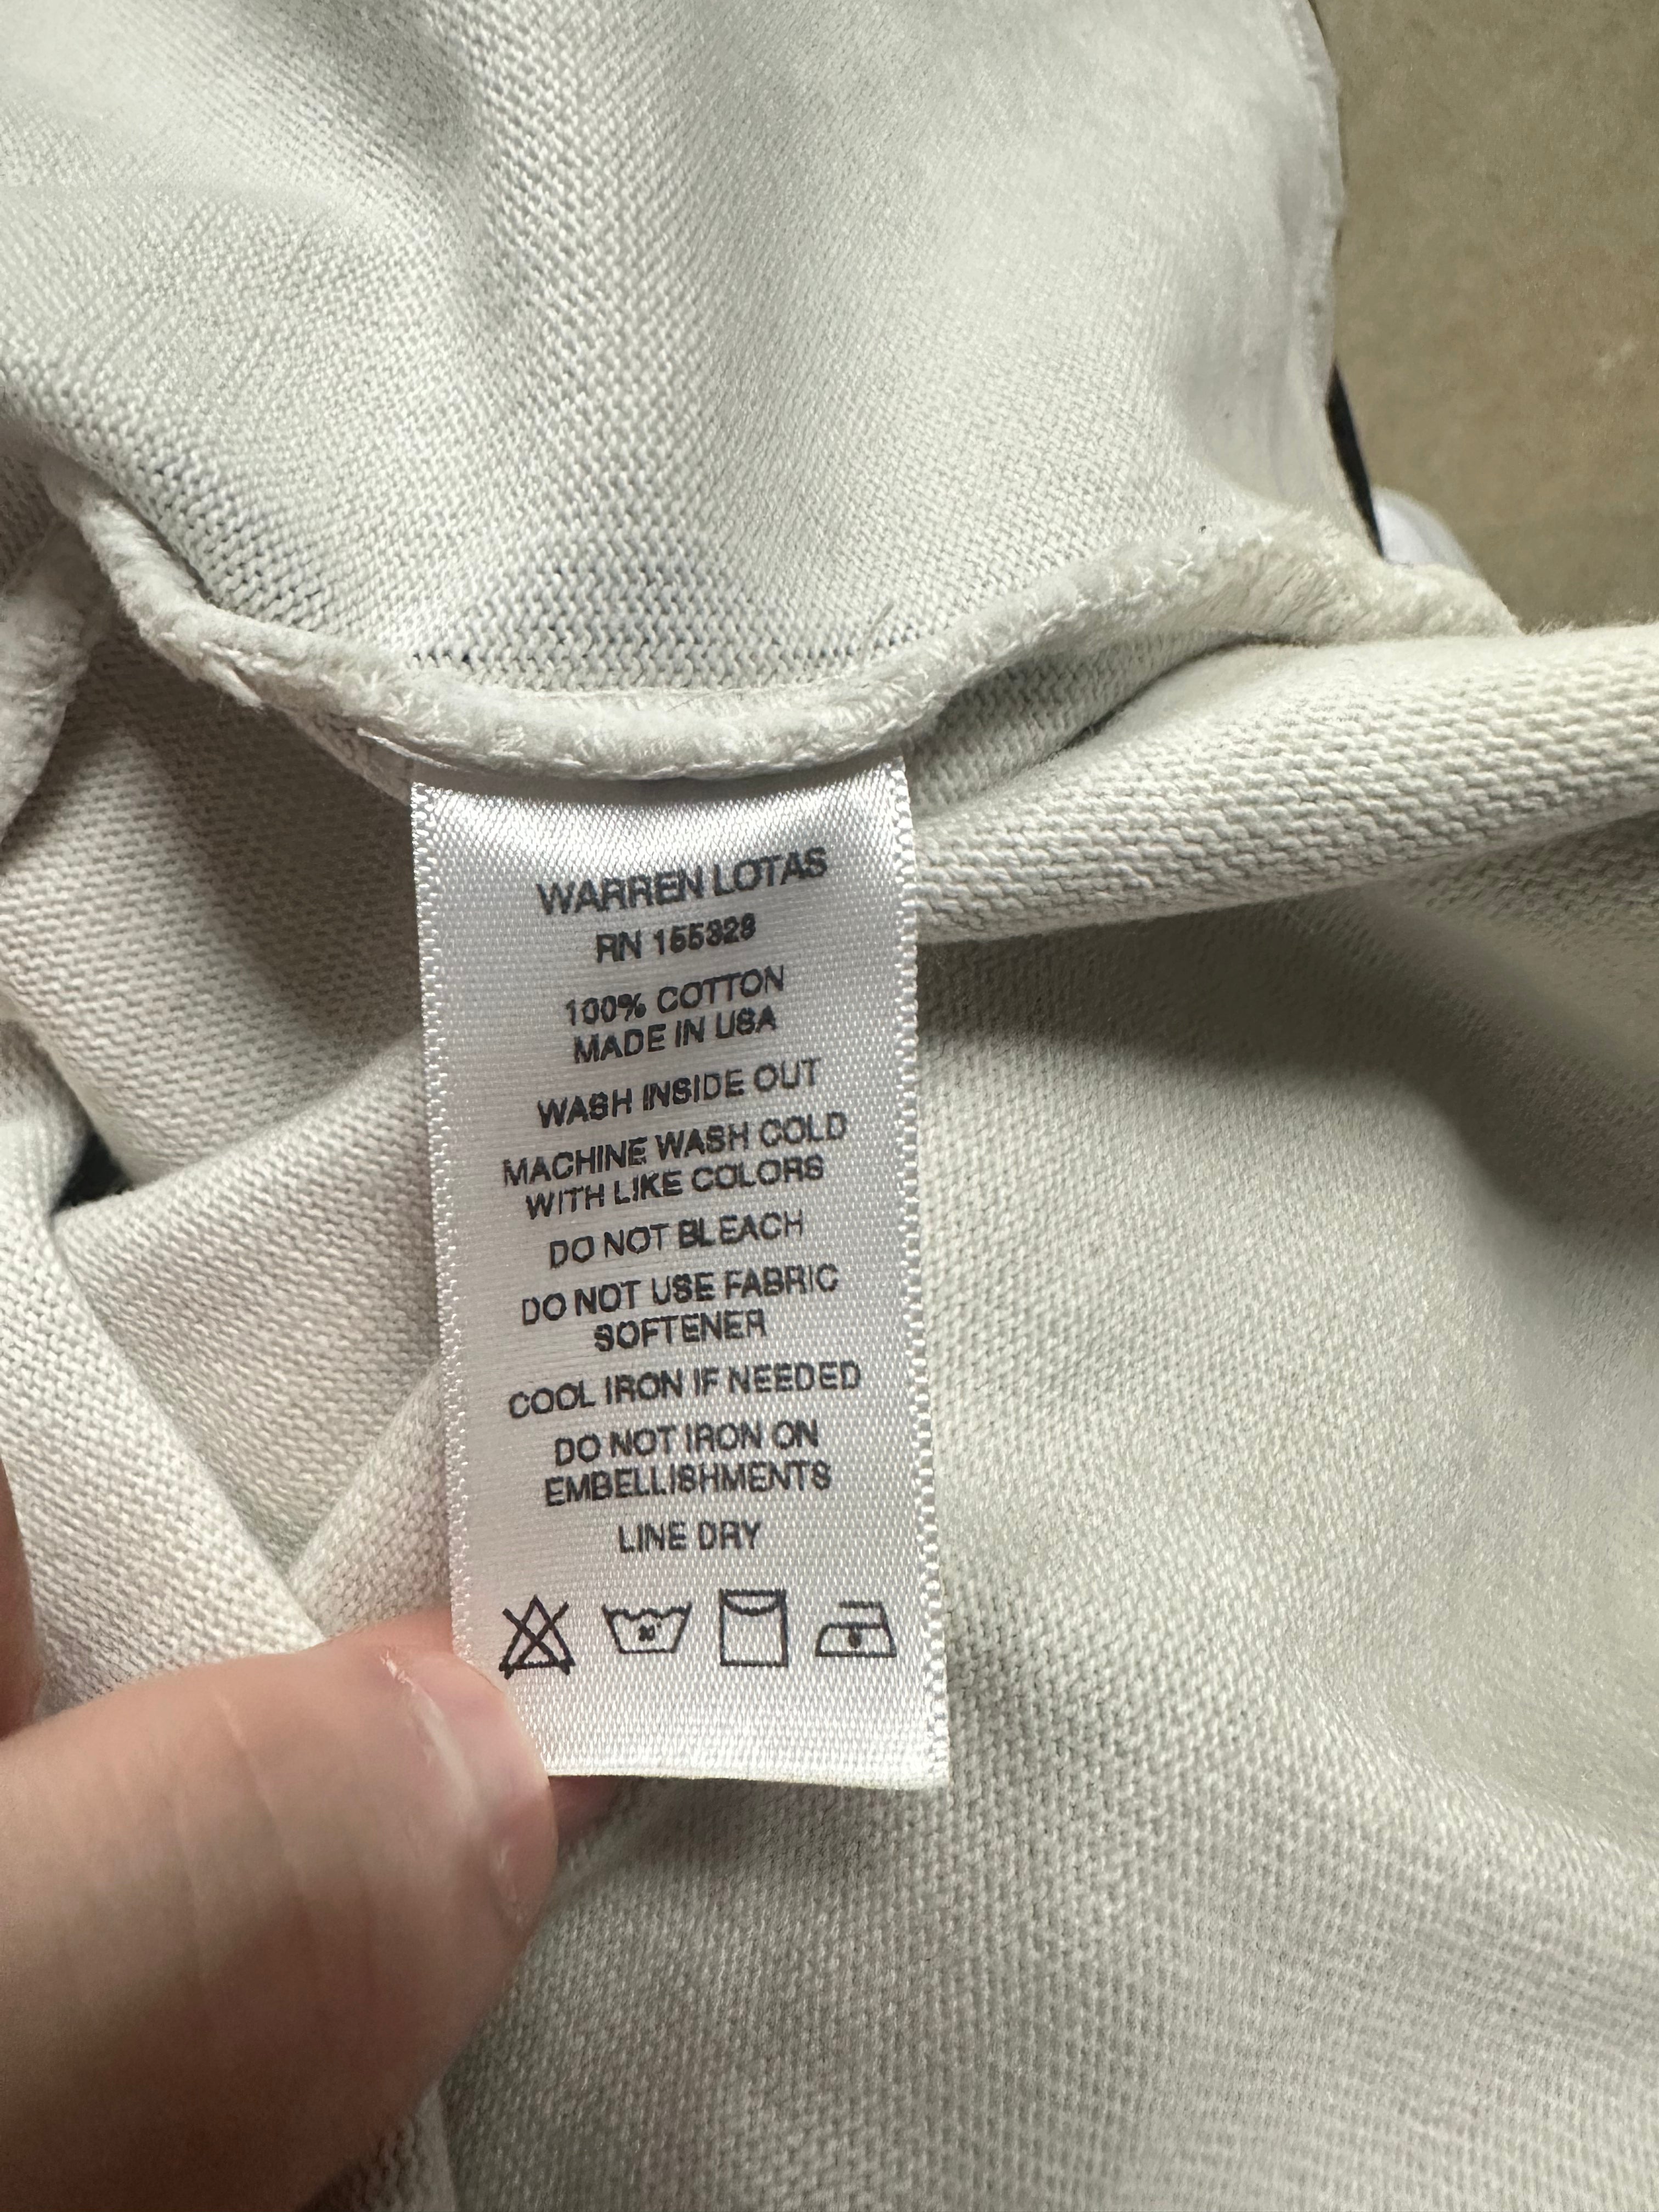 WARREN LOTAS
RN 155328
100% COTTON
MADE IN USA
WASH INSIDE OUT
MACHINE WASH COLD
WITH LIKE COLORS
DO NOT BLEACH
DO NOT USE FABRIC
SOFTENER
COOL IRON IF NEEDED
DO NOT IRON ON
EMBELLISHMENTS
LINE DRY